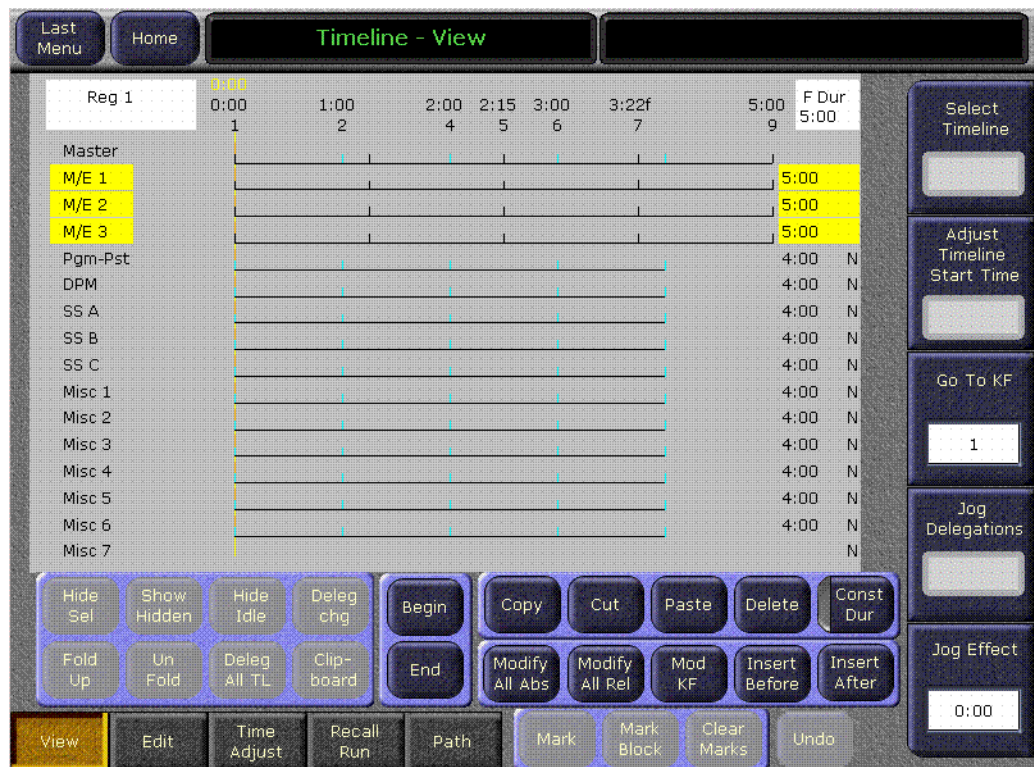 Last Menu Home Timeline - View
0:00
Reg 1 0:00 1:00 2:00 2:15 3:00 3:22f 5:00 F Dur 5:00
1 2 4 5 6 7 9
Master
M/E 1 5:00
M/E 2 5:00
M/E 3 5:00
Pgm-Pst 4:00 N
DPM 4:00 N
SS A 4:00 N
SS B 4:00 N
SS C 4:00 N
Misc 1 4:00 N
Misc 2 4:00 N
Misc 3 4:00 N
Misc 4 4:00 N
Misc 5 4:00 N
Misc 6 4:00 N
Misc 7 N
Select
Timeline
Adjust
Timeline
Start Time
Go To KF
1
Jog
Delegations
Jog Effect
0:00
Hide Sel
Show Hidden
Hide Idle
Deleg chg
Begin
Copy
Cut
Paste
Delete
Const Dur
Fold Up
Un Fold
Deleg All TL
Clip-board
End
Modify All Abs
Modify All Rel
Mod KF
Insert Before
Insert After
View
Edit
Time Adjust
Recall Run
Path
Mark
Mark Block
Clear Marks
Undo